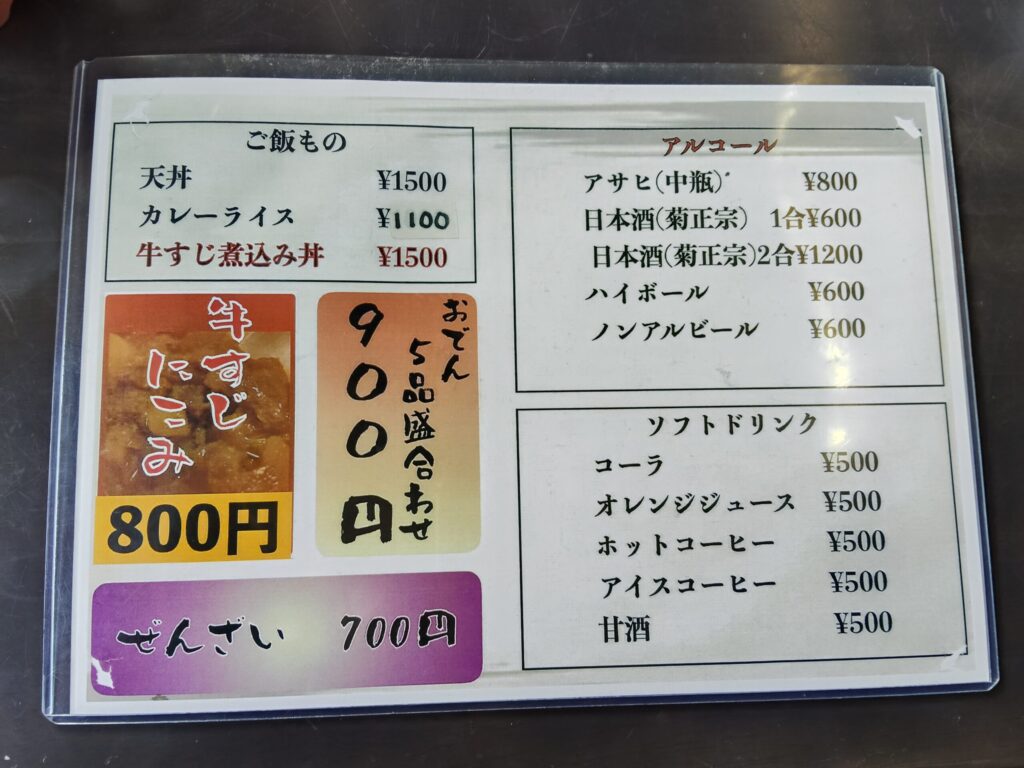 ご飯もの
天丼 ¥1500
カレーライス ¥1100
牛すじ煮込み丼 ¥1500
牛すじ
にこみ
800円
おでん
5品盛合わせ
900円
ぜんざい 700円
アルコール
アサヒ(中瓶) ¥800
日本酒(菊正宗) 1合¥600
日本酒(菊正宗)2合¥1200
ハイボール ¥600
ノンアルビール ¥600
ソフトドリンク
コーラ ¥500
オレンジジュース ¥500
ホットコーヒー ¥500
アイスコーヒー ¥500
甘酒 ¥500